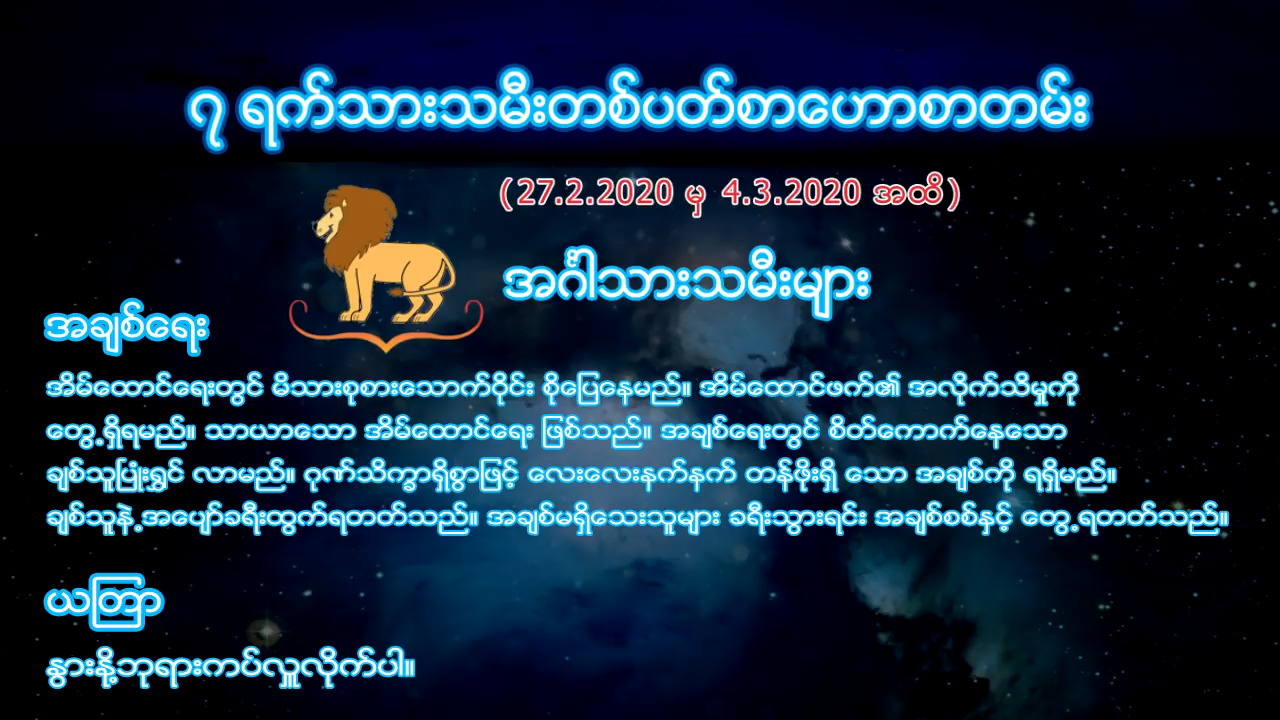 ၇ ရက်သားသမီးတစ်ပတ်စာဟောစာတမ်း
(27.2.2020 မှ 4.3.2020 အထိ)
အင်္ဂါသားသမီးများ
အချစ်ရေး
အိမ်ထောင်ရေးတွင် မိသားစုစားသောက်ဝိုင်း စိုပြေနေမည်။ အိမ်ထောင်ဖက်၏ အလိုက်သိမှုကို
တွေ့ရှိရမည်။ သာယာသော အိမ်ထောင်ရေး ဖြစ်သည်။ အချစ်ရေးတွင် စိတ်ကောက်နေသော
ချစ်သူပြုံးရွှင် လာမည်။ ဂုဏ်သိက္ခာရှိစွာဖြင့် လေးလေးနက်နက် တန်ဖိုးရှိ သော အချစ်ကို ရရှိမည်။
ချစ်သူနဲ့အပျော်ခရီးထွက်ရတတ်သည်။ အချစ်မရှိသေးသူများ ခရီးသွားရင်း အချစ်စစ်နှင့် တွေ့ရတတ်သည်။
ယတြာ
နွားနို့ဘုရားကပ်လှူလိုက်ပါ။